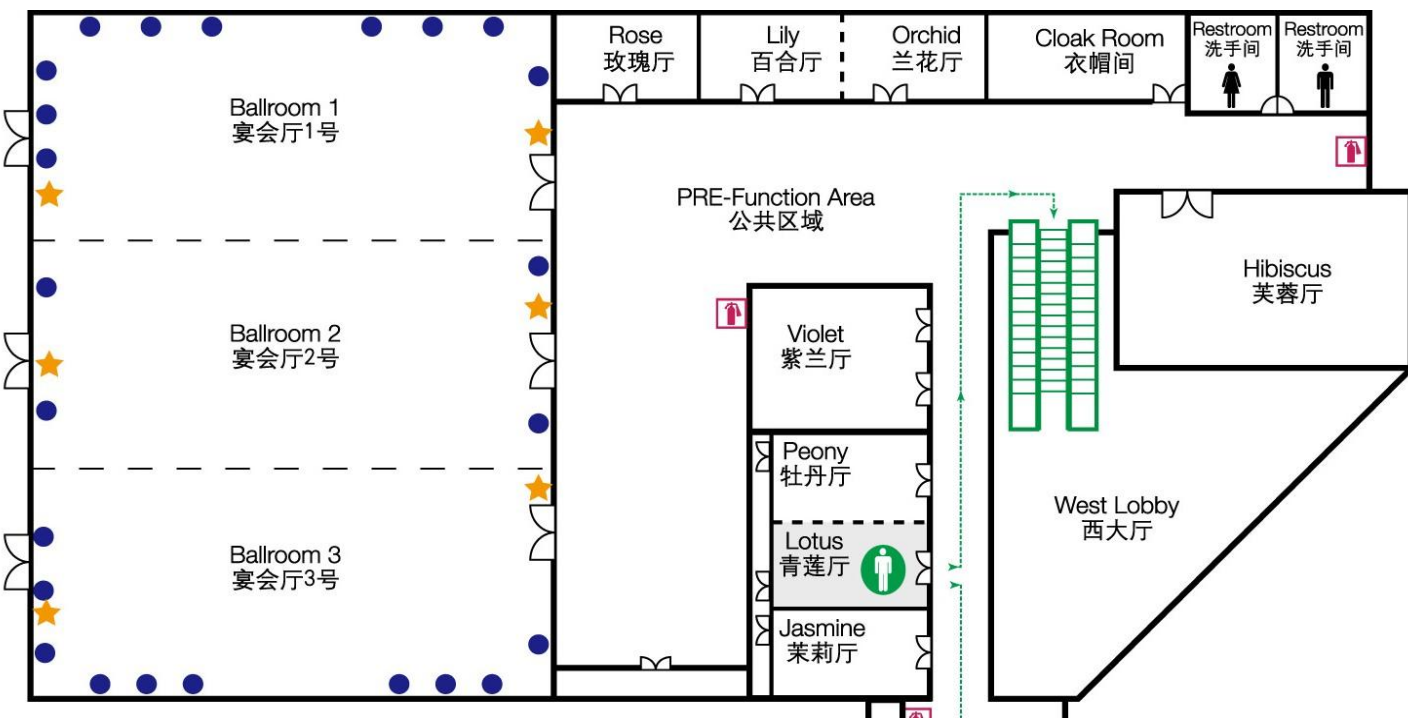 Rose
玫瑰厅
Lily
百合厅
Orchid
兰花厅
Cloak Room
衣帽间
Restroom
洗手间
Restroom
洗手间
Ballroom 1
宴会厅1号
PRE-Function Area
公共区域
Hibiscus
芙蓉厅
Ballroom 2
宴会厅2号
Violet
紫兰厅
Peony
牡丹厅
West Lobby
西大厅
Lotus
青莲厅
Ballroom 3
宴会厅3号
Jasmine
茉莉厅